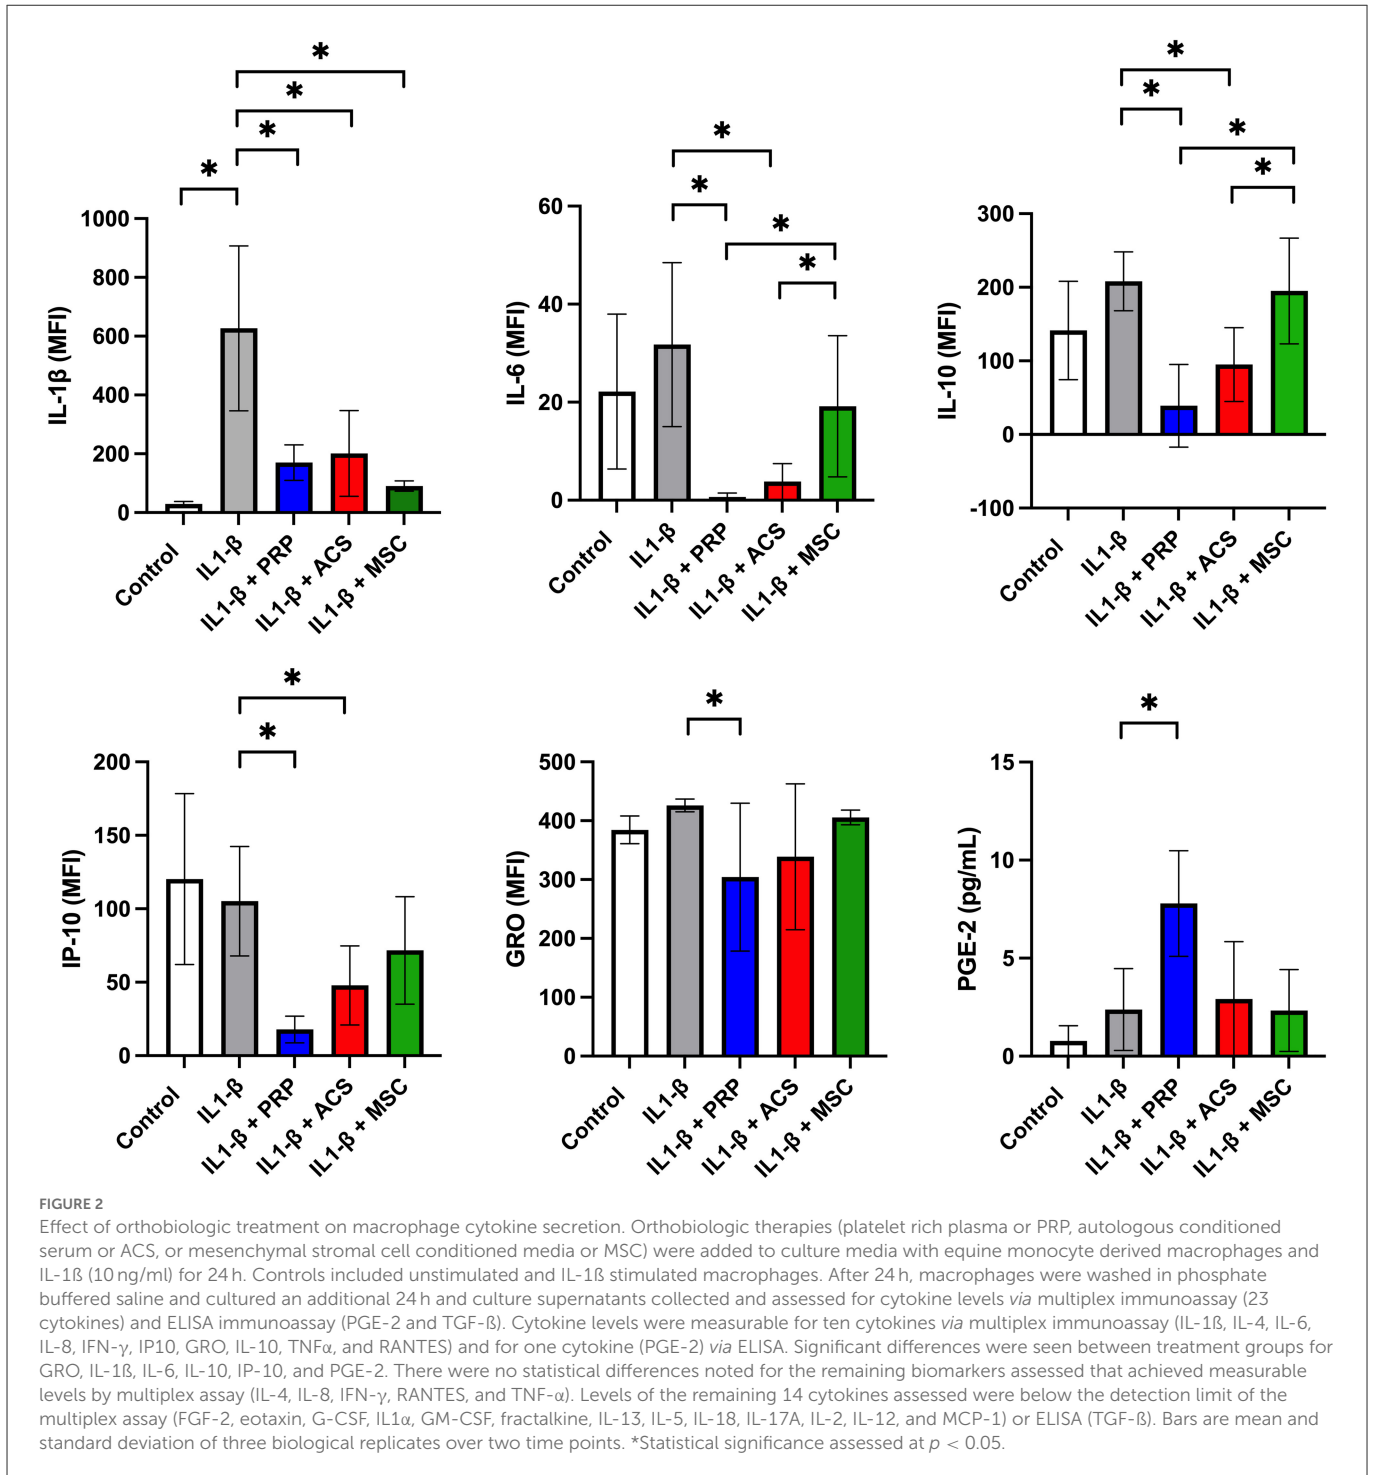 *
*
*
*
1000
800
600
400
200
0
IL-1β (MFI)
Control
IL1-β
IL1-β + PRP
IL1-β + ACS
IL1-β + MSC
*
*
*
*
60
40
20
0
IL-6 (MFI)
Control
IL1-β
IL1-β + PRP
IL1-β + ACS
IL1-β + MSC
*
*
*
*
300
200
100
0
-100
IL-10 (MFI)
Control
IL1-β
IL1-β + PRP
IL1-β + ACS
IL1-β + MSC
*
*
200
150
100
50
0
IP-10 (MFI)
Control
IL1-β
IL1-β + PRP
IL1-β + ACS
IL1-β + MSC
*
500
400
300
200
100
0
GRO (MFI)
Control
IL1-β
IL1-β + PRP
IL1-β + ACS
IL1-β + MSC
*
15
10
5
0
PGE-2 (pg/mL)
Control
IL1-β
IL1-β + PRP
IL1-β + ACS
IL1-β + MSC
FIGURE 2
Effect of orthobiologic treatment on macrophage cytokine secretion. Orthobiologic therapies (platelet rich plasma or PRP, autologous conditioned
serum or ACS, or mesenchymal stromal cell conditioned media or MSC) were added to culture media with equine monocyte derived macrophages and
IL-1ß (10 ng/ml) for 24 h. Controls included unstimulated and IL-1ß stimulated macrophages. After 24 h, macrophages were washed in phosphate
buffered saline and cultured an additional 24 h and culture supernatants collected and assessed for cytokine levels via multiplex immunoassay (23
cytokines) and ELISA immunoassay (PGE-2 and TGF-ß). Cytokine levels were measurable for ten cytokines via multiplex immunoassay (IL-1ß, IL-4, IL-6,
IL-8, IFN-γ, IP10, GRO, IL-10, TNFα, and RANTES) and for one cytokine (PGE-2) via ELISA. Significant differences were seen between treatment groups for
GRO, IL-1ß, IL-6, IL-10, IP-10, and PGE-2. There were no statistical differences noted for the remaining biomarkers assessed that achieved measurable
levels by multiplex assay (IL-4, IL-8, IFN-γ, RANTES, and TNF-α). Levels of the remaining 14 cytokines assessed were below the detection limit of the
multiplex assay (FGF-2, eotaxin, G-CSF, IL1α, GM-CSF, fractalkine, IL-13, IL-5, IL-18, IL-17A, IL-2, IL-12, and MCP-1) or ELISA (TGF-ß). Bars are mean and
standard deviation of three biological replicates over two time points. *Statistical significance assessed at p < 0.05.